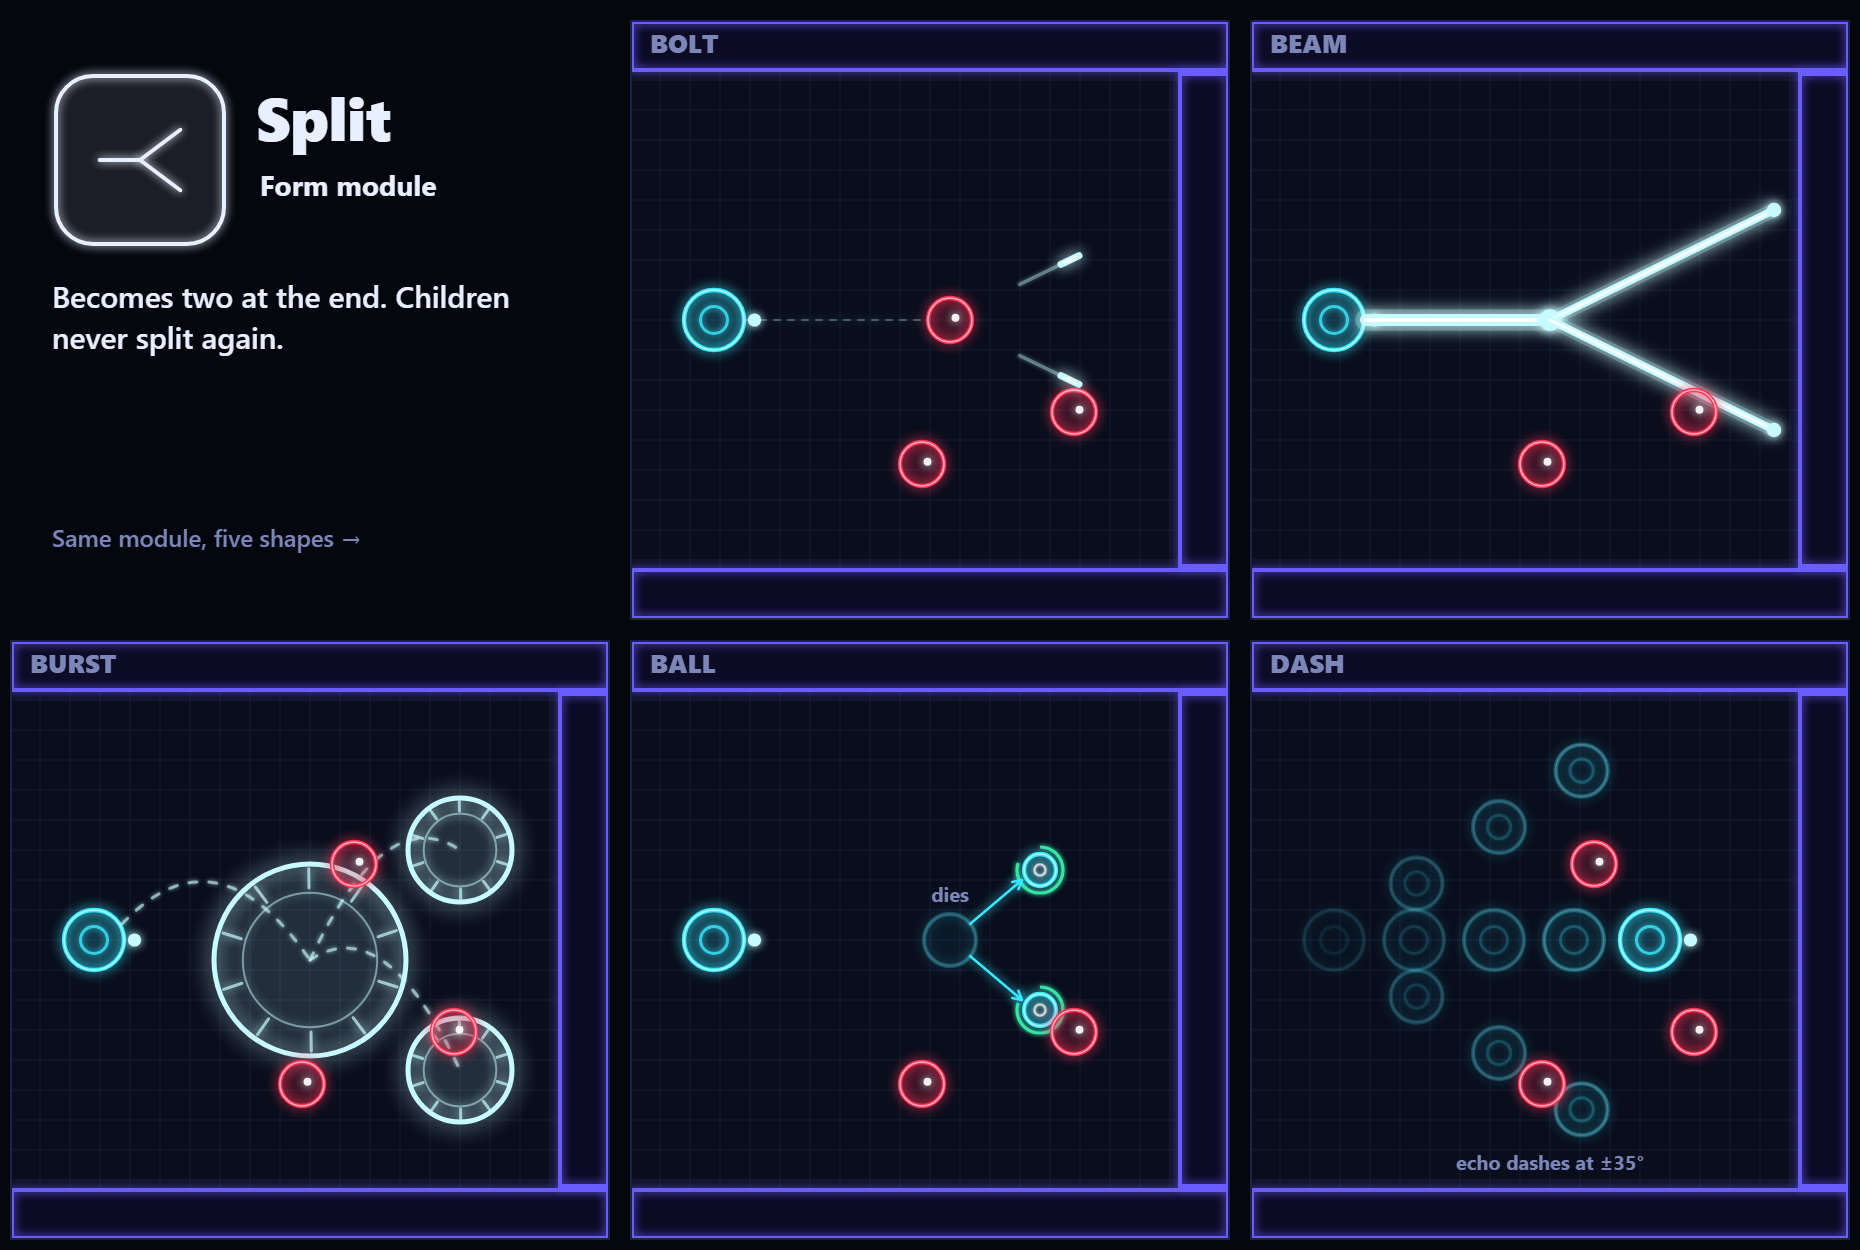 Split
Form module
Becomes two at the end. Children
never split again.
Same module, five shapes →
BOLT
BEAM
BURST
BALL
dies
DASH
echo dashes at ±35°